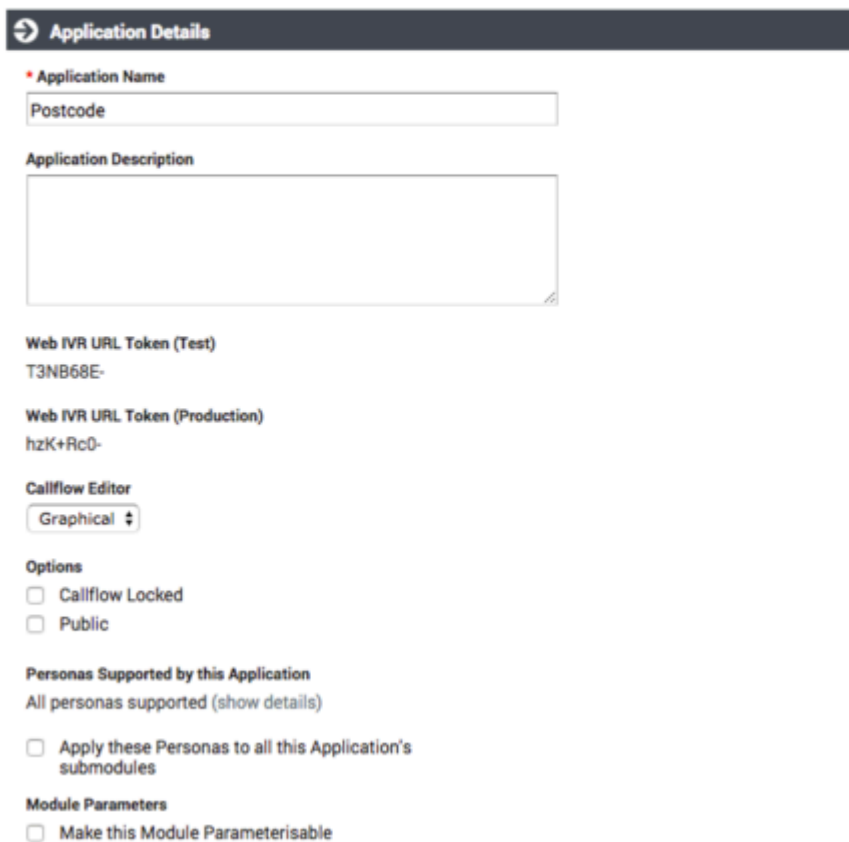 Application Details
* Application Name
Postcode
Application Description
Web IVR URL Token (Test)
T3NB68E-
Web IVR URL Token (Production)
hzK+Rc0-
Callflow Editor
Graphical
Options
Callflow Locked
Public
Personas Supported by this Application
All personas supported (show details)
Apply these Personas to all this Application's
submodules
Module Parameters
Make this Module Parameterisable